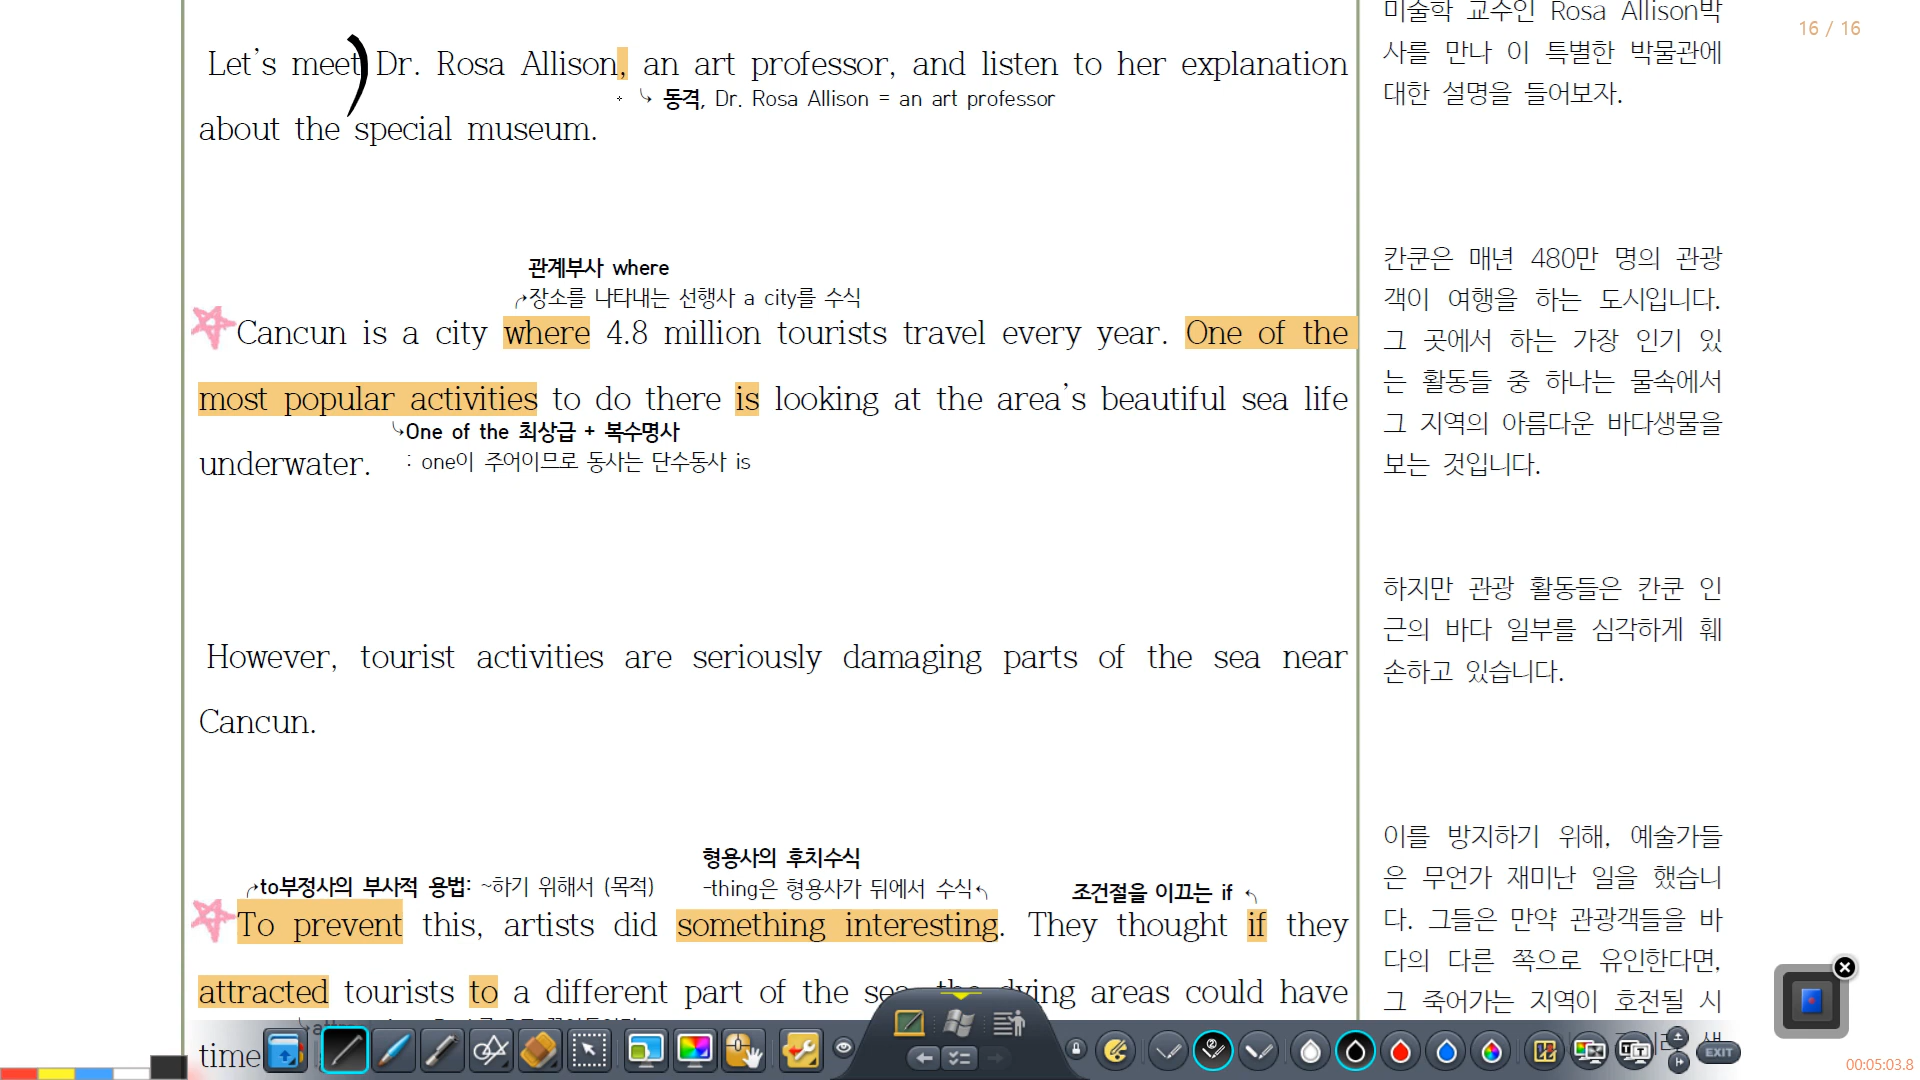 미술학 교수인 Rosa Allison박
16 / 16
Let's meet Dr. Rosa Allison, an art professor, and listen to her explanation
사를 만나 이 특별한 박물관에
동격, Dr. Rosa Allison = an art professor
대한 설명을 들어보자.
about the special museum.
관계부사 where
장소를 나타내는 선행사 a city를 수식
Cancun is a city where 4.8 million tourists travel every year. One of the
most popular activities to do there is looking at the area's beautiful sea life
One of the 최상급 + 복수명사
underwater.
: one이 주어이므로 동사는 단수동사 is
칸쿤은 매년 480만 명의 관광
객이 여행을 하는 도시입니다.
그 곳에서 하는 가장 인기 있
는 활동들 중 하나는 물속에서
그 지역의 아름다운 바다생물을
보는 것입니다.
However, tourist activities are seriously damaging parts of the sea near
Cancun.
하지만 관광 활동들은 칸쿤 인
근의 바다 일부를 심각하게 훼
손하고 있습니다.
형용사의 후치수식
to부정사의 부사적 용법: ~하기 위해서 (목적)
-thing은 형용사가 뒤에서 수식
조건절을 이끄는 if
To prevent this, artists did something interesting. They thought if they
attracted tourists to a different part of the sea, the dying areas could have
time
이를 방지하기 위해, 예술가들
은 무언가 재미난 일을 했습니
다. 그들은 만약 관광객들을 바
다의 다른 쪽으로 유인한다면,
그 죽어가는 지역이 호전될 시
EXIT
00:05:03.8